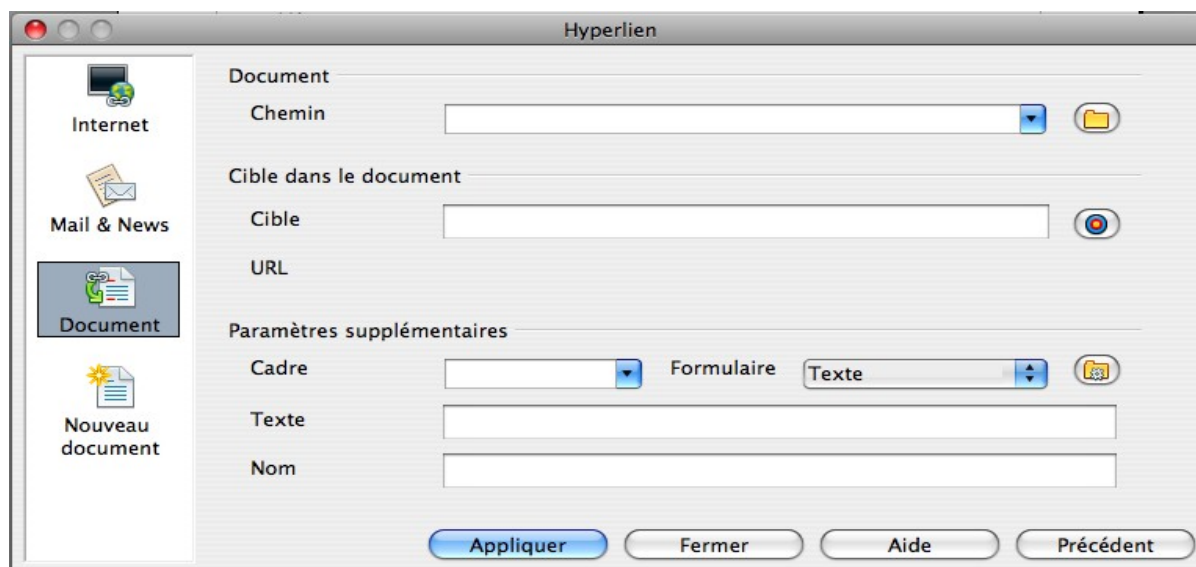 Hyperlien
Internet
Mail & News
Document
Nouveau
document
Document
Chemin
Cible dans le document
Cible
URL
Paramètres supplémentaires
Cadre
Formulaire
Texte
Texte
Nom
Appliquer
Fermer
Aide
Précédent